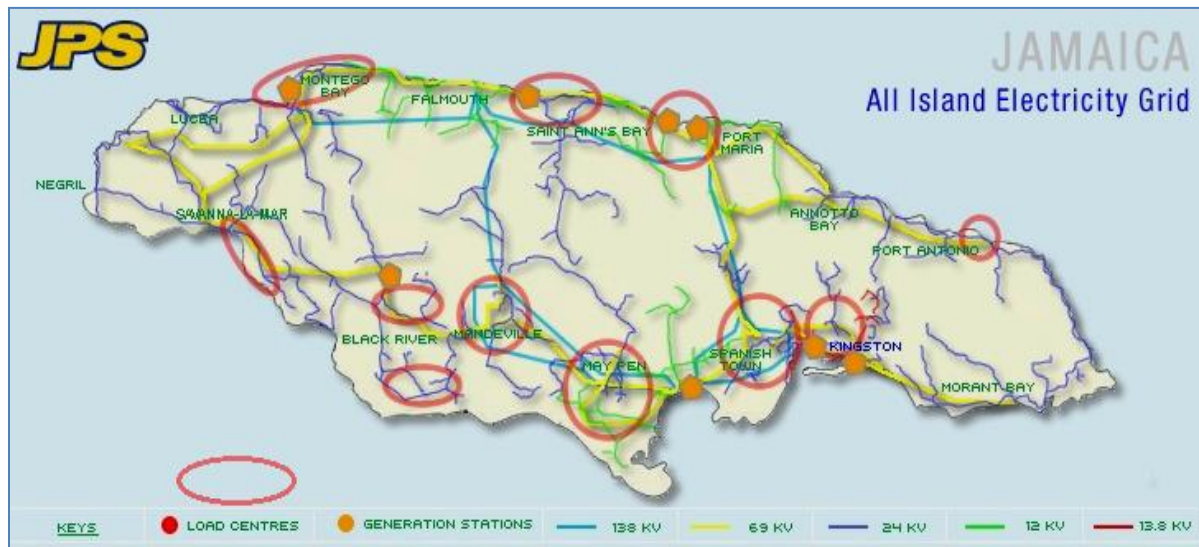 JPS
JAMAICA
All Island Electricity Grid
MONTEGO
BAY
FALMOUTH
LUCEA
SAINT ANN'S BAY
PORT
MARIA
NEGRIL
SAVANNA-LA-MAR
ANNOTTO
BAY
PORT ANTONIO
BLACK RIVER
MANDEVILLE
SPANISH
TOWN
KINGSTON
MAY PEN
MORANT BAY
KEYS
LOAD CENTRES
GENERATION STATIONS
138 KV
69 KV
24 KV
12 KV
13.8 KV